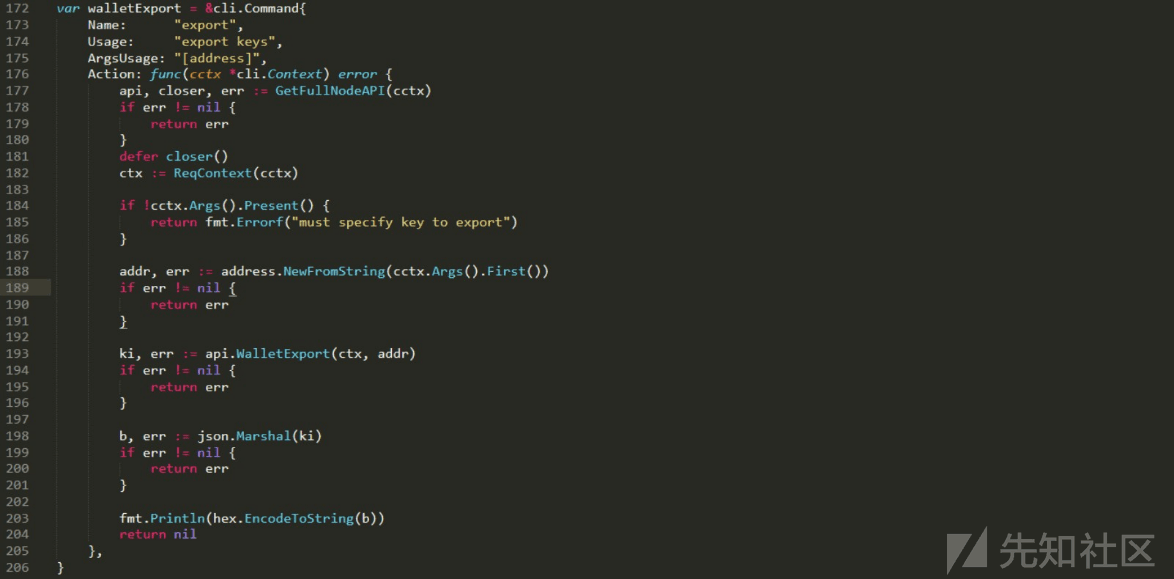 172 var walletExport = &cli.Command{
173     Name:      "export",
174     Usage:     "export keys",
175     ArgsUsage: "[address]",
176     Action: func(cctx *cli.Context) error {
177         api, closer, err := GetFullNodeAPI(cctx)
178         if err != nil {
179             return err
180         }
181         defer closer()
182         ctx := ReqContext(cctx)
183
184         if !cctx.Args().Present() {
185             return fmt.Errorf("must specify key to export")
186         }
187
188         addr, err := address.NewFromString(cctx.Args().First())
189         if err != nil {
190             return err
191         }
192
193         ki, err := api.WalletExport(ctx, addr)
194         if err != nil {
195             return err
196         }
197
198         b, err := json.Marshal(ki)
199         if err != nil {
200             return err
201         }
202
203         fmt.Println(hex.EncodeToString(b))
204         return nil
205     },
206 }
先知社区